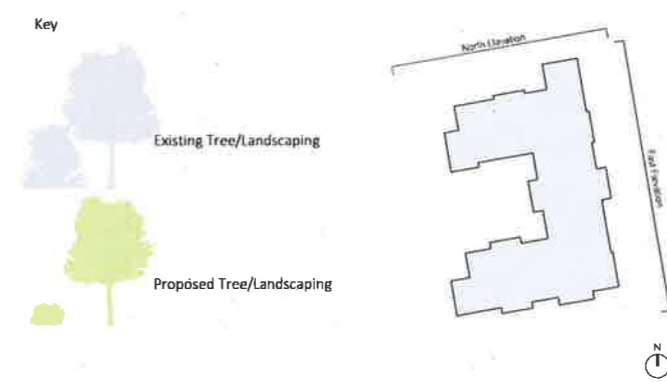 Key
North Elevation
Existing Tree/Landscaping
East Elevation
Proposed Tree/Landscaping
N